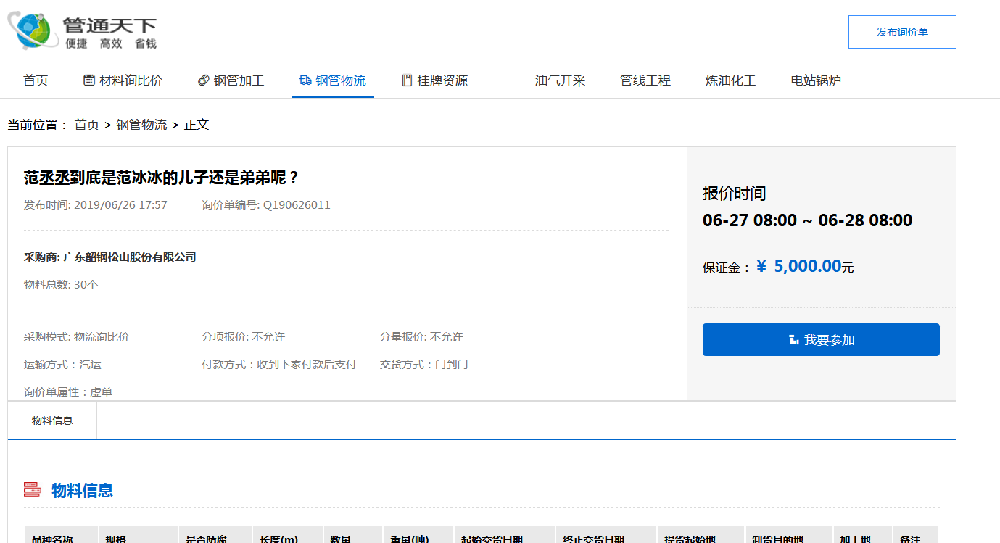 管通天下
便捷 高效 省钱
发布询价单
首页 材料询比价 钢管加工 钢管物流 挂牌资源 | 油气开采 管线工程 炼油化工 电站锅炉
当前位置： 首页 > 钢管物流 > 正文
范丞丞到底是范冰冰的儿子还是弟弟呢？
发布时间: 2019/06/26 17:57 询价单编号: Q190626011
采购商: 广东韶钢松山股份有限公司
物料总数: 30个
采购模式: 物流询比价 分项报价: 不允许 分量报价: 不允许
运输方式：汽运 付款方式：收到下家付款后支付 交货方式：门到门
询价单属性：虚单
报价时间
06-27 08:00 ~ 06-28 08:00
保证金： ¥ 5,000.00元
我要参加
物料信息
物料信息
品种名称 规格 是否防腐 长度(m) 数量 重量(吨) 起始交货日期 终止交货日期 提货起始地 卸货目的地 加工地 备注